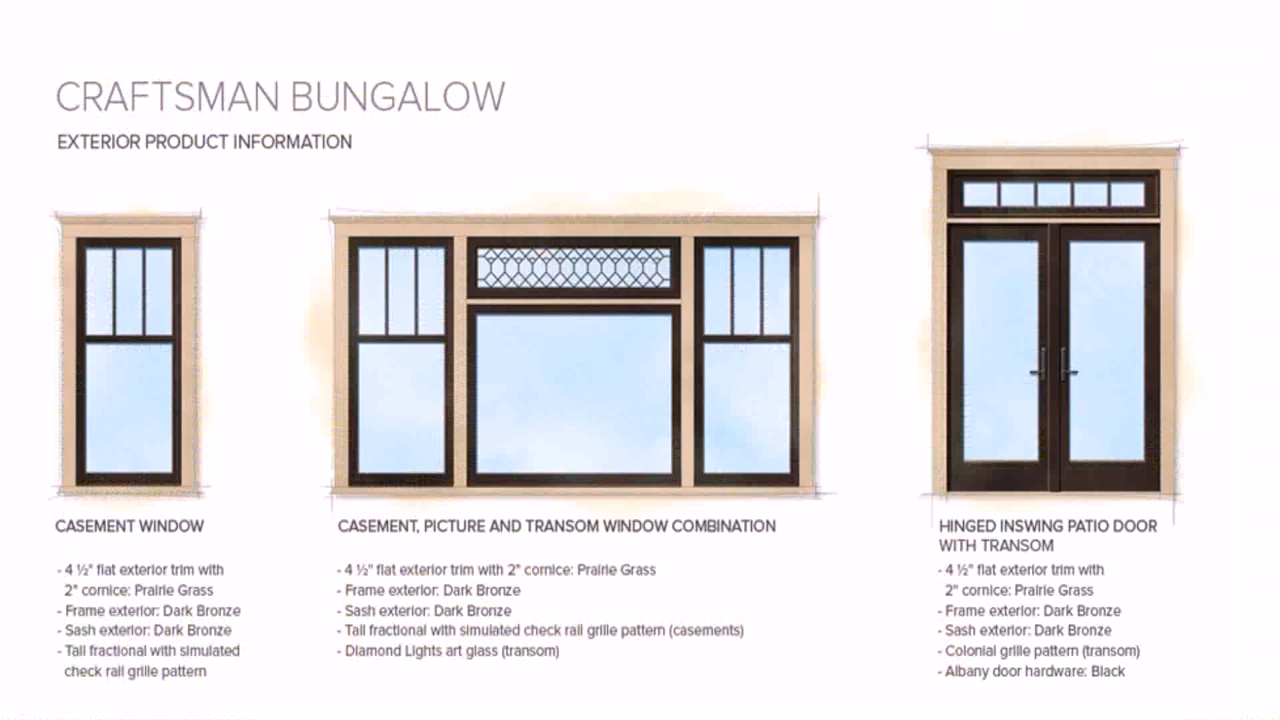 CRAFTSMAN BUNGALOW
EXTERIOR PRODUCT INFORMATION
CASEMENT WINDOW
- 4 ½" flat exterior trim with
2" cornice: Prairie Grass
- Frame exterior: Dark Bronze
- Sash exterior: Dark Bronze
- Tall fractional with simulated
check rail grille pattern
CASEMENT, PICTURE AND TRANSOM WINDOW COMBINATION
- 4 ½" flat exterior trim with 2" cornice: Prairie Grass
- Frame exterior: Dark Bronze
- Sash exterior: Dark Bronze
- Tall fractional with simulated check rail grille pattern (casements)
- Diamond Lights art glass (transom)
HINGED INSWING PATIO DOOR
WITH TRANSOM
- 4 ½" flat exterior trim with
2" cornice: Prairie Grass
- Frame exterior: Dark Bronze
- Sash exterior: Dark Bronze
- Colonial grille pattern (transom)
- Albany door hardware: Black